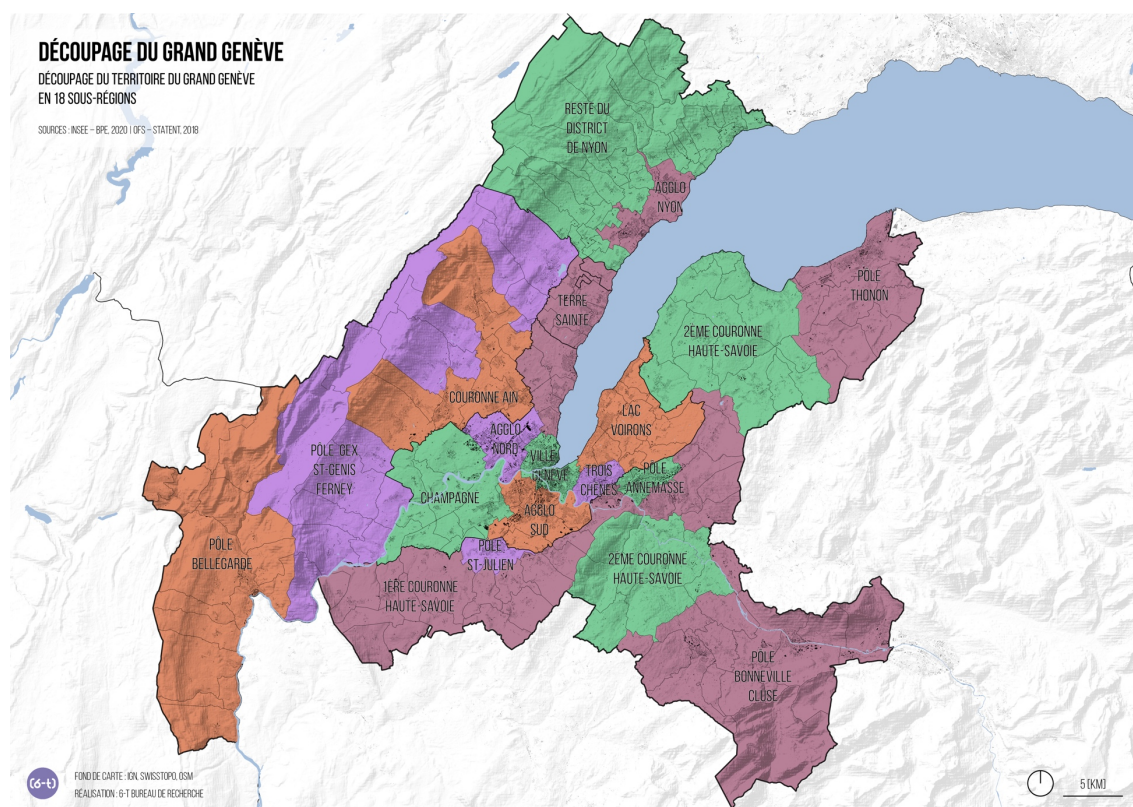 DÉCOUPAGE DU GRAND GENÈVE
DÉCOUPAGE DU TERRITOIRE DU GRAND GENÈVE
EN 18 SOUS-RÉGIONS
SOURCES : INSEE – BPE, 2020 | OFS – STATENT, 2018
RESTE DU
DISTRICT
DE NYON
AGGLO
NYON
TERRE
SAINTE
PÔLE
THONON
2ÈME COURONNE
HAUTE-SAVOIE
COURONNE AIN
LAC
VOIRONS
AGGLO
NORD
VILLE
GENÈVE
PÔLE GEX
ST-GENIS
FERNEY
CHAMPAGNE
TROIS
CHÊNES
PÔLE
ANNEMASSE
AGGLO
SUD
PÔLE
BELLEGARDE
PÔLE
ST-JULIEN
1ÈRE COURONNE
HAUTE-SAVOIE
2ÈME COURONNE
HAUTE-SAVOIE
PÔLE
BONNEVILLE
CLUSE
(6-t)
FOND DE CARTE : IGN, SWISSTOPO, OSM
RÉALISATION : 6-T BUREAU DE RECHERCHE
5 [KM]